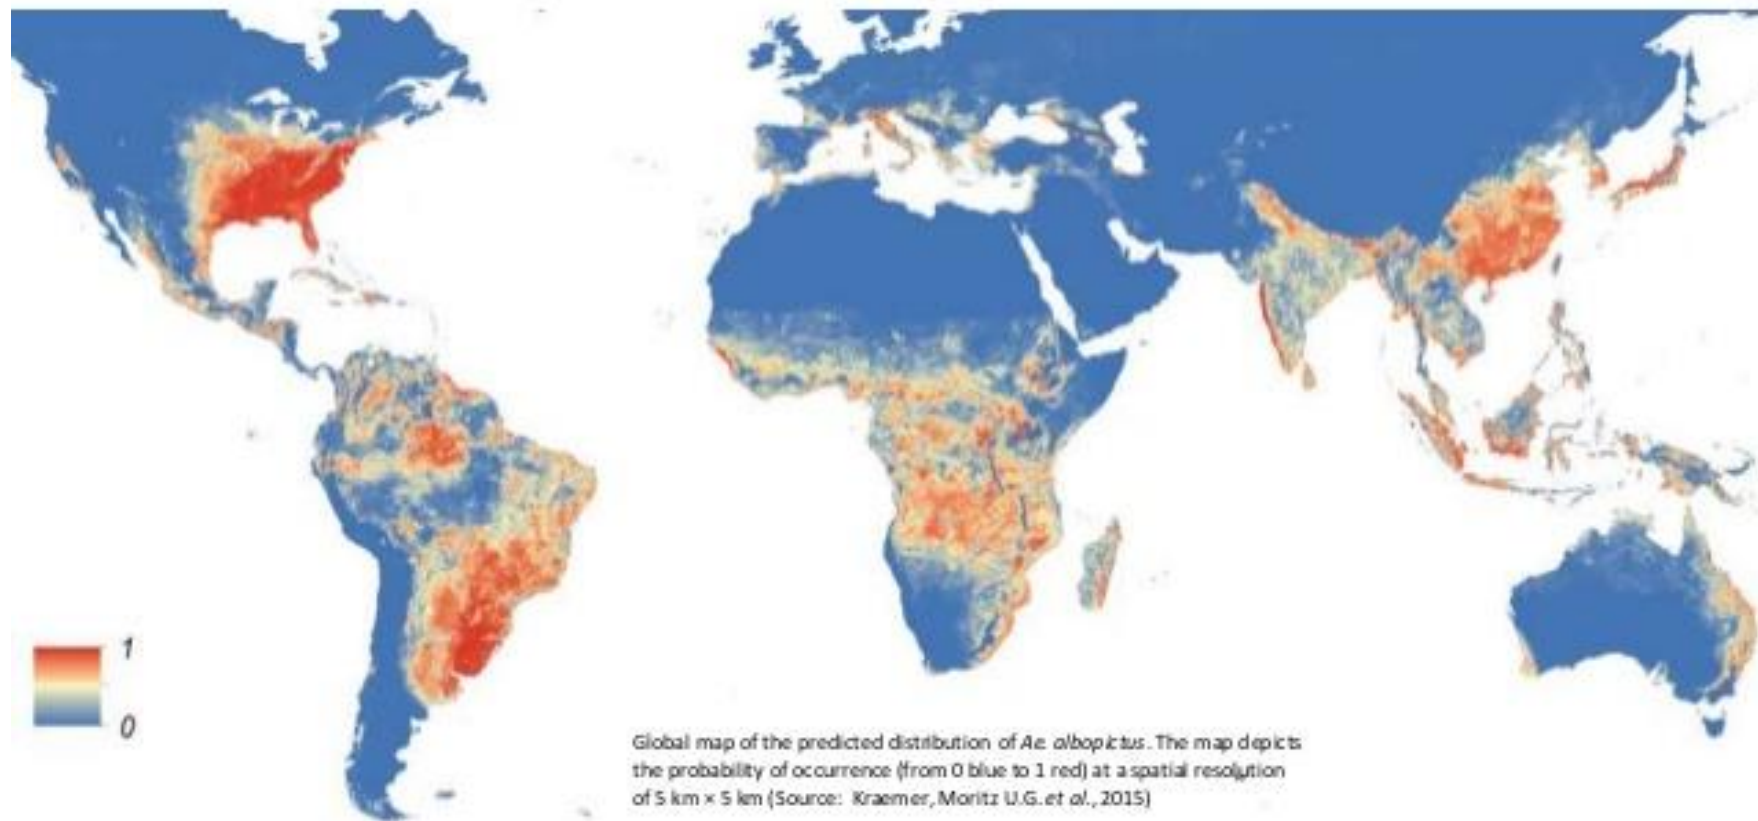 1
0
Global map of the predicted distribution of Ae. albopictus. The map depicts
the probability of occurrence (from 0 blue to 1 red) at a spatial resolution
of 5 km × 5 km (Source: Kraemer, Moritz U.G. et al., 2015)